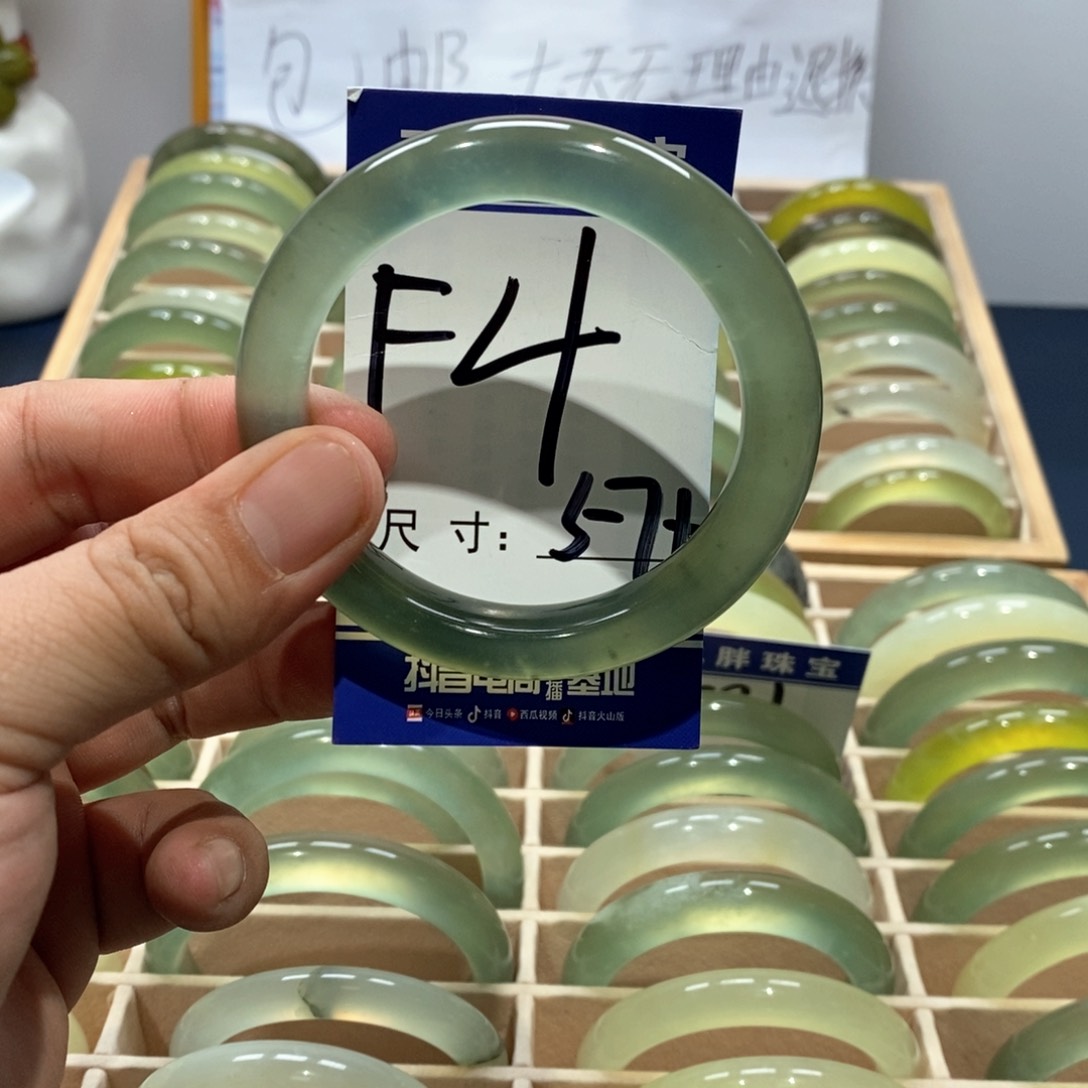 包邮 七天无理由退换
F4
尺寸: 57+
抖音电商直播基地
今日头条 抖音 西瓜视频 抖音火山版
胖珠宝